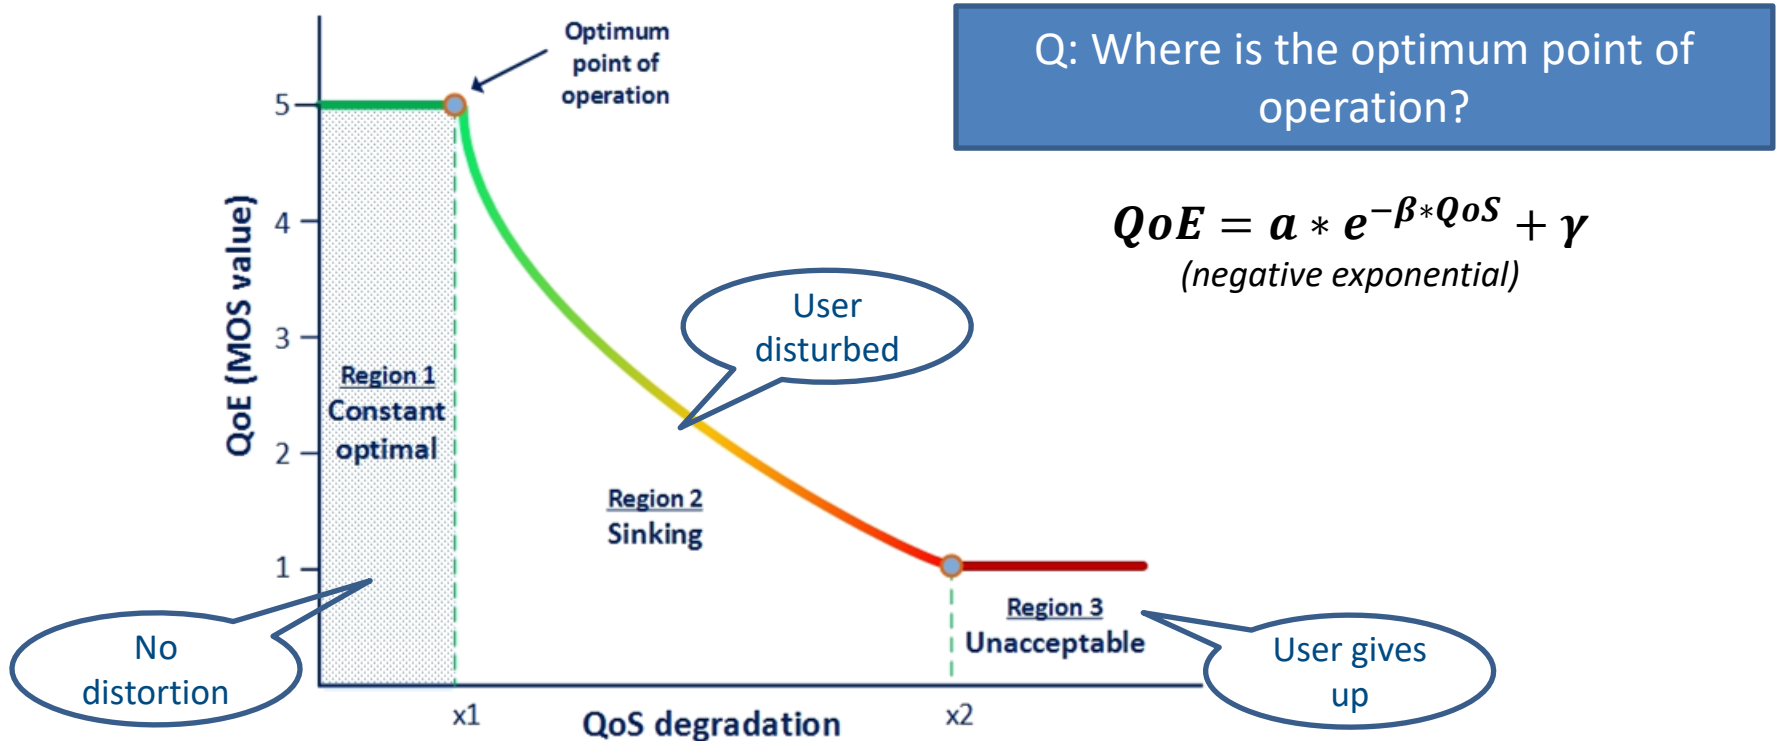 Q: Where is the optimum point of
operation?
QoE = a * e^{-β*QoS} + γ
(negative exponential)
Optimum
point of
operation
QoE (MOS value)
5
4
3
2
1
Region 1
Constant
optimal
User
disturbed
Region 2
Sinking
Region 3
Unacceptable
No
distortion
User gives
up
x1
x2
QoS degradation